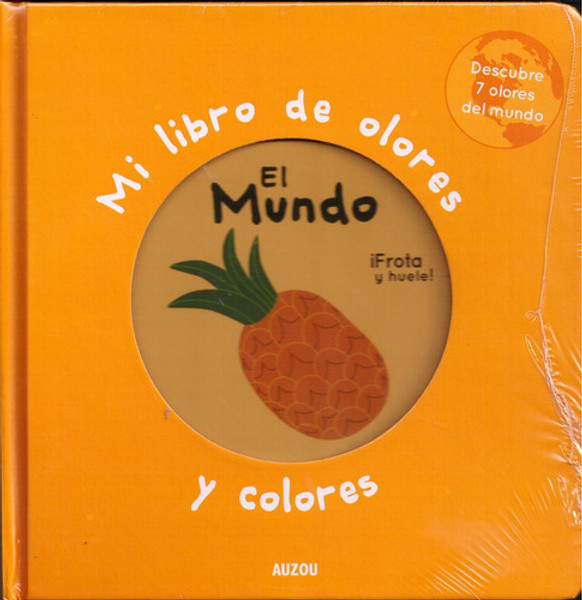 Mi libro de olores
Descubre
7 olores
del mundo
El
Mundo
¡Frota
y huele!
y colores
AUZOU